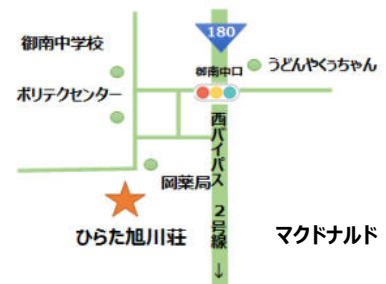 180
御南中学校
御南中口
うどんやくぅちゃん
ポリテクセンター
西バイパス 2号線 ↓
岡薬局
ひらた旭川荘
マクドナルド